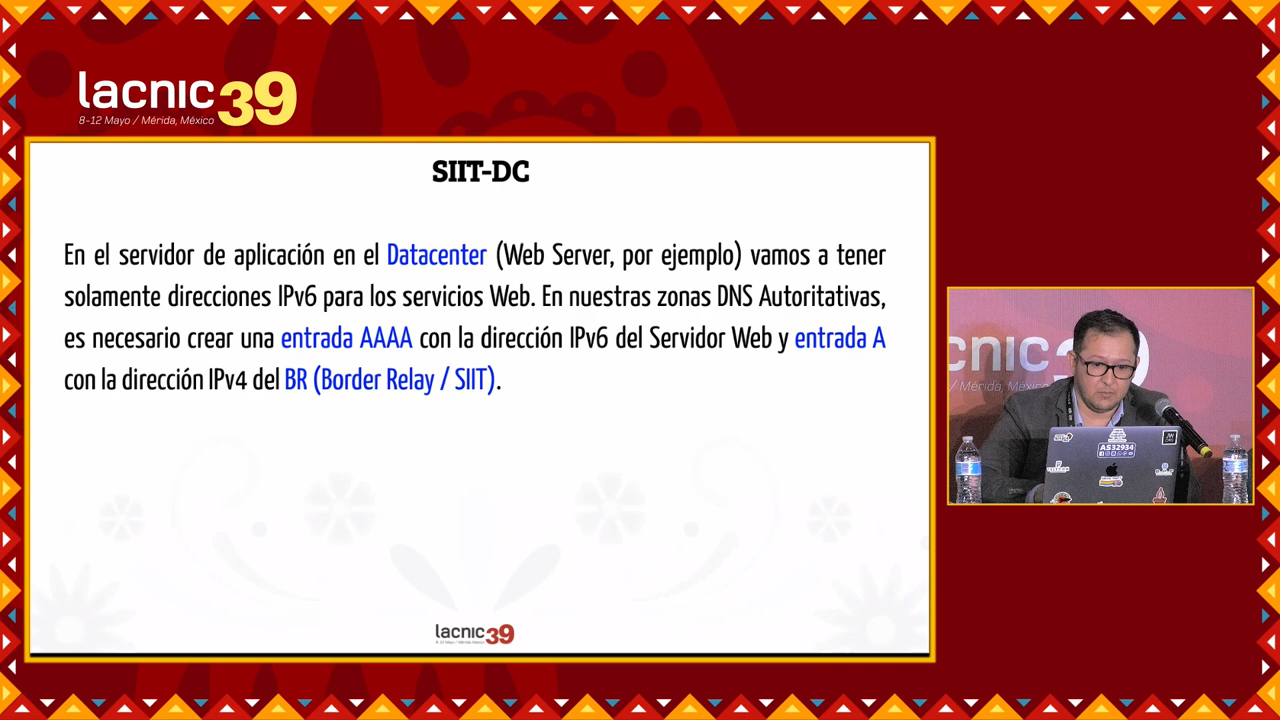 lacnic39
8-12 Mayo / Mérida, México
SIIT-DC
En el servidor de aplicación en el Datacenter (Web Server, por ejemplo) vamos a tener
solamente direcciones IPv6 para los servicios Web. En nuestras zonas DNS Autoritativas,
es necesario crear una entrada AAAA con la dirección IPv6 del Servidor Web y entrada A
con la dirección IPv4 del BR (Border Relay / SIIT).
cnic39
/ Mérida, México
AS32934
lacnic39